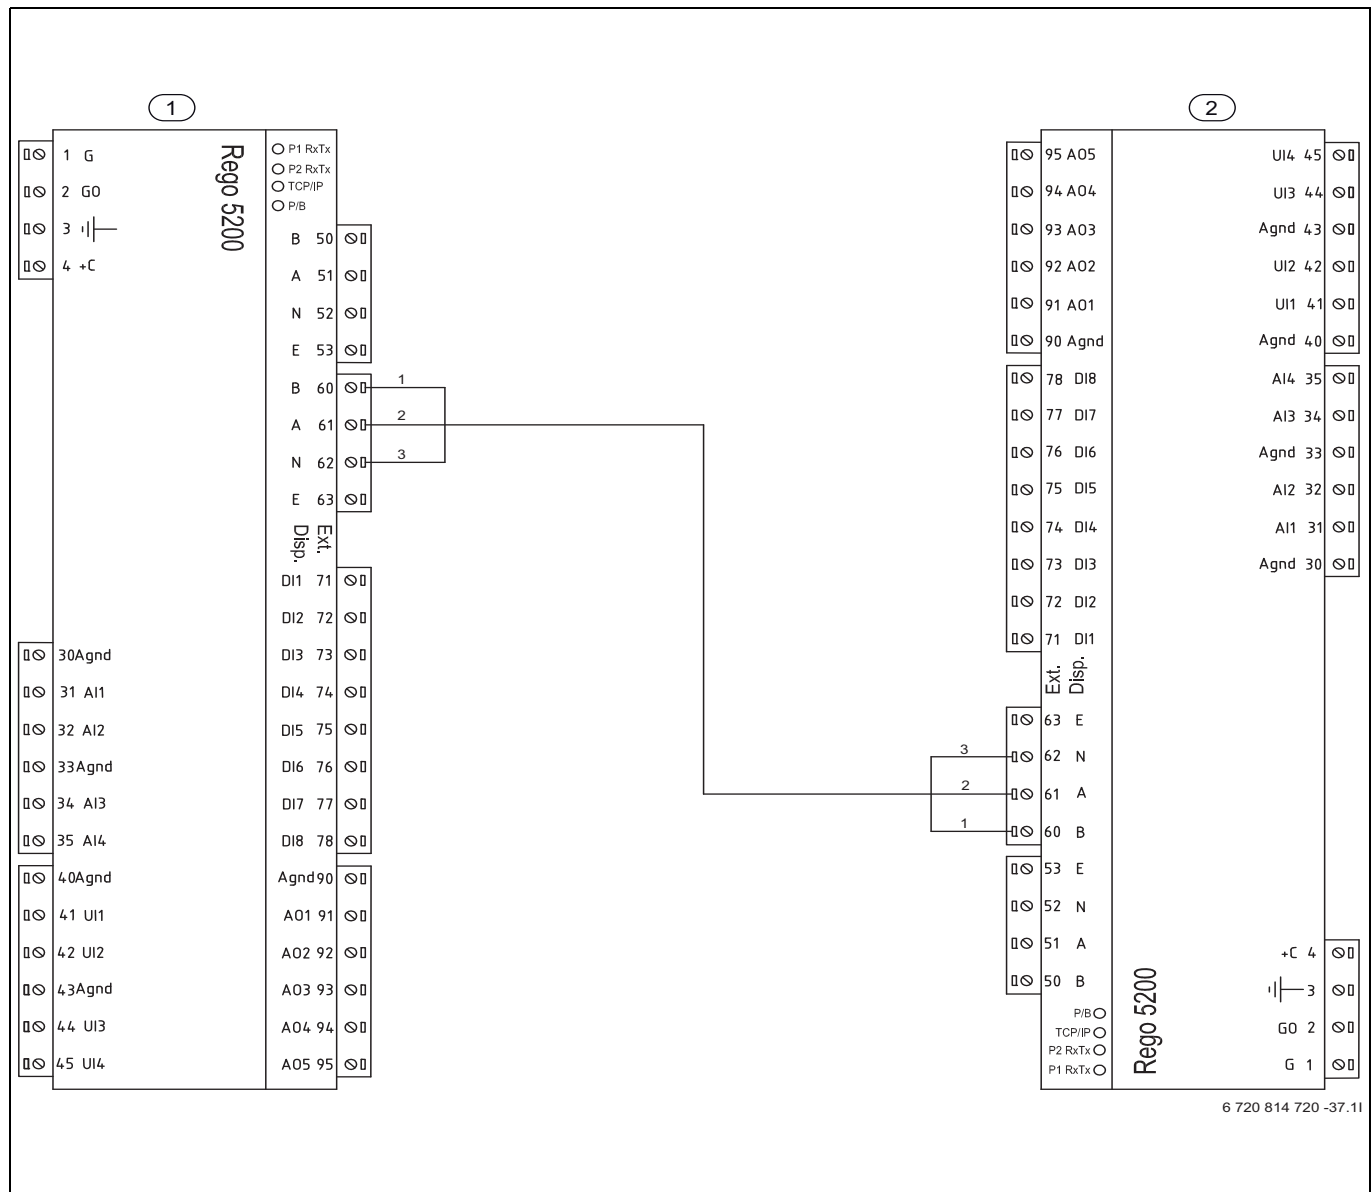 1
1 G
2 GO
3
4 +C
Rego 5200
P1 RxTx
P2 RxTx
TCP/IP
P/B
B 50
A 51
N 52
E 53
B 60
A 61
N 62
E 63
1
2
3
Ext.
Disp.
DI1 71
DI2 72
DI3 73
DI4 74
DI5 75
DI6 76
DI7 77
DI8 78
30Agnd
31 AI1
32 AI2
33Agnd
34 AI3
35 AI4
40Agnd
41 UI1
42 UI2
43Agnd
44 UI3
45 UI4
Agnd90
AO1 91
AO2 92
AO3 93
AO4 94
AO5 95
2
95 AO5
94 AO4
93 AO3
92 AO2
91 AO1
90 Agnd
78 DI8
77 DI7
76 DI6
75 DI5
74 DI4
73 DI3
72 DI2
71 DI1
Ext.
Disp.
63 E
62 N
61 A
60 B
3
2
1
53 E
52 N
51 A
50 B
P/B
TCP/IP
P2 RxTx
P1 RxTx
Rego 5200
UI4 45
UI3 44
Agnd 43
UI2 42
UI1 41
Agnd 40
AI4 35
AI3 34
Agnd 33
AI2 32
AI1 31
Agnd 30
+C 4
3
GO 2
G 1
6 720 814 720 -37.1I